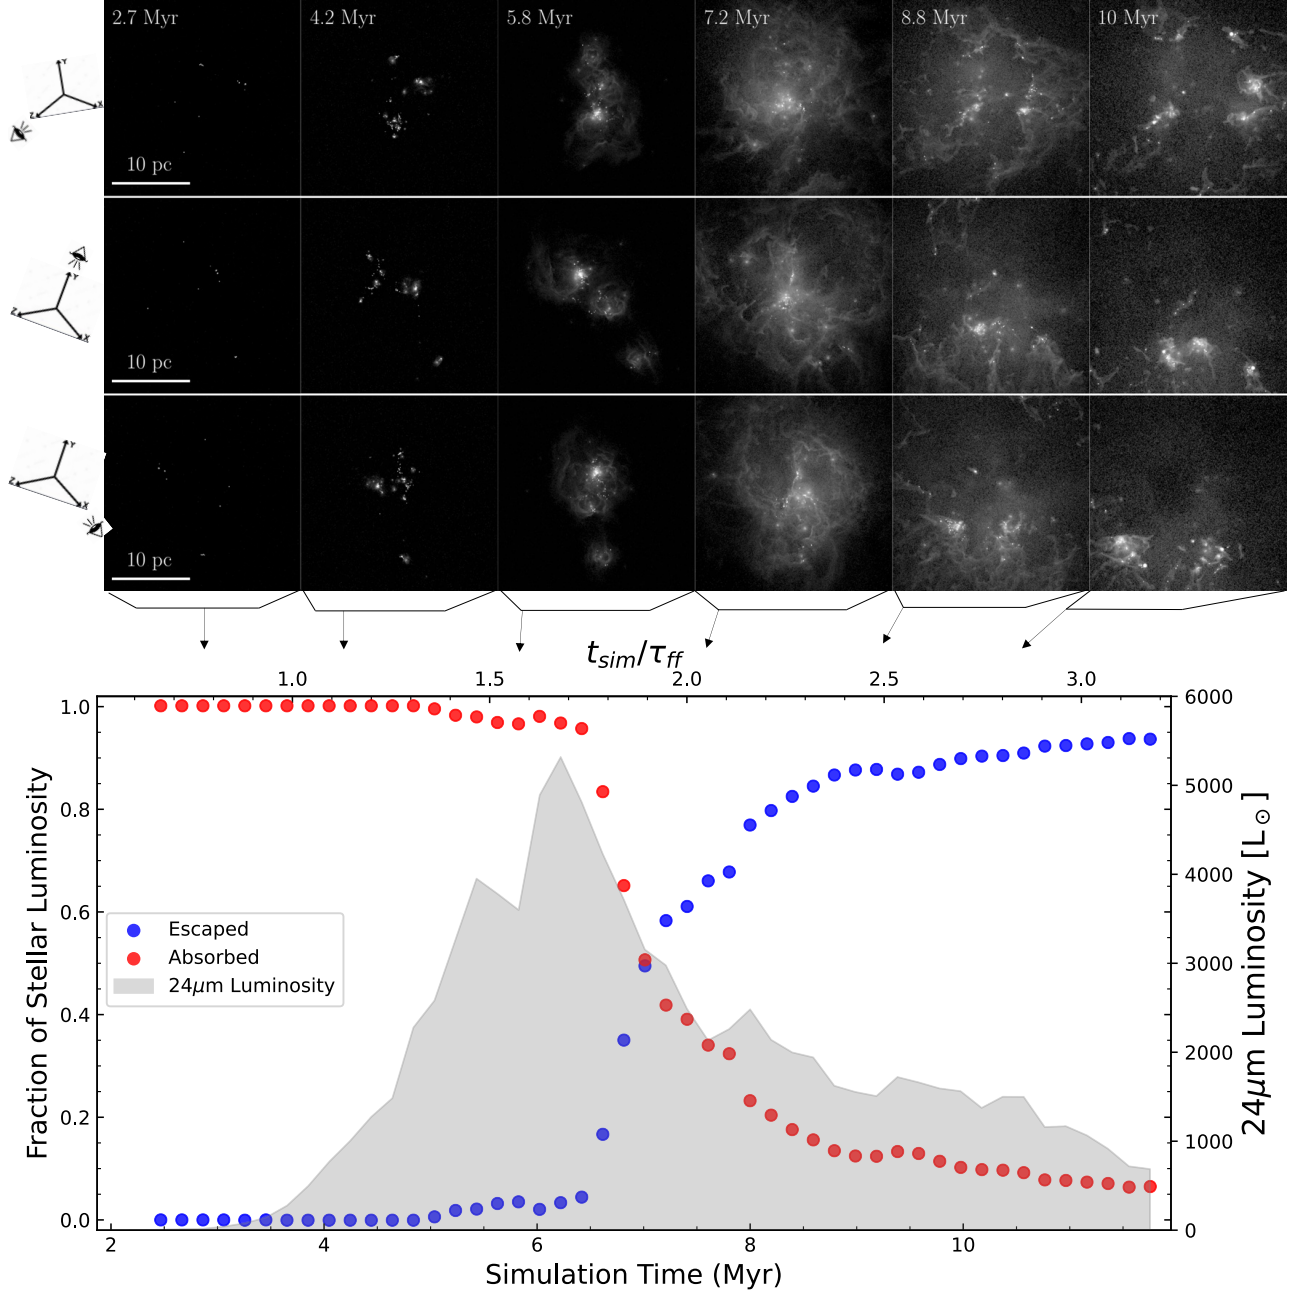 2.7 Myr 4.2 Myr 5.8 Myr 7.2 Myr 8.8 Myr 10 Myr
Y
Z X
10 pc
Y
Z X
10 pc
Y
Z X
10 pc
t_sim/τ_ff
1.0 1.5 2.0 2.5 3.0
1.0 6000
0.8 5000
4000
0.6
3000
0.4
2000
0.2
1000
0.0 0
Fraction of Stellar Luminosity
24μm Luminosity [L⊙]
Escaped
Absorbed
24μm Luminosity
2 4 6 8 10
Simulation Time (Myr)